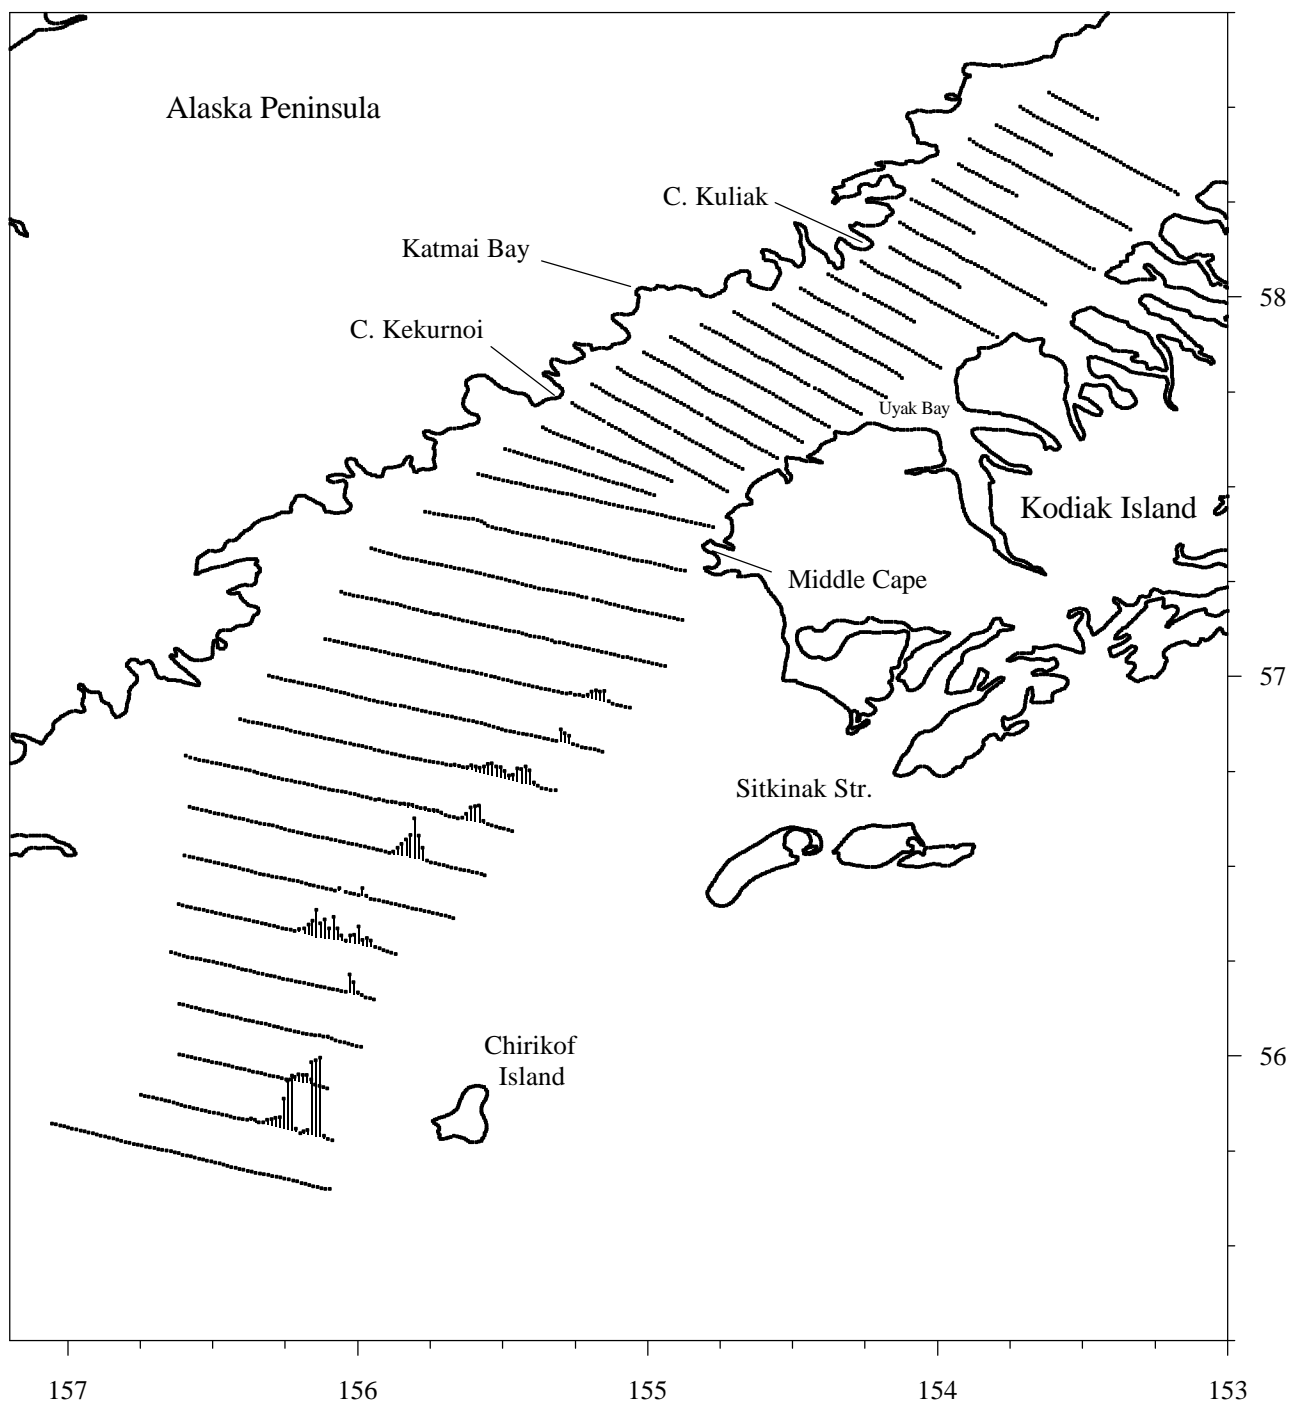 Alaska Peninsula
C. Kuliak
Katmai Bay
58
C. Kekurnoi
Uyak Bay
Kodiak Island
Middle Cape
57
Sitkinak Str.
Chirikof
Island
56
157 156 155 154 153